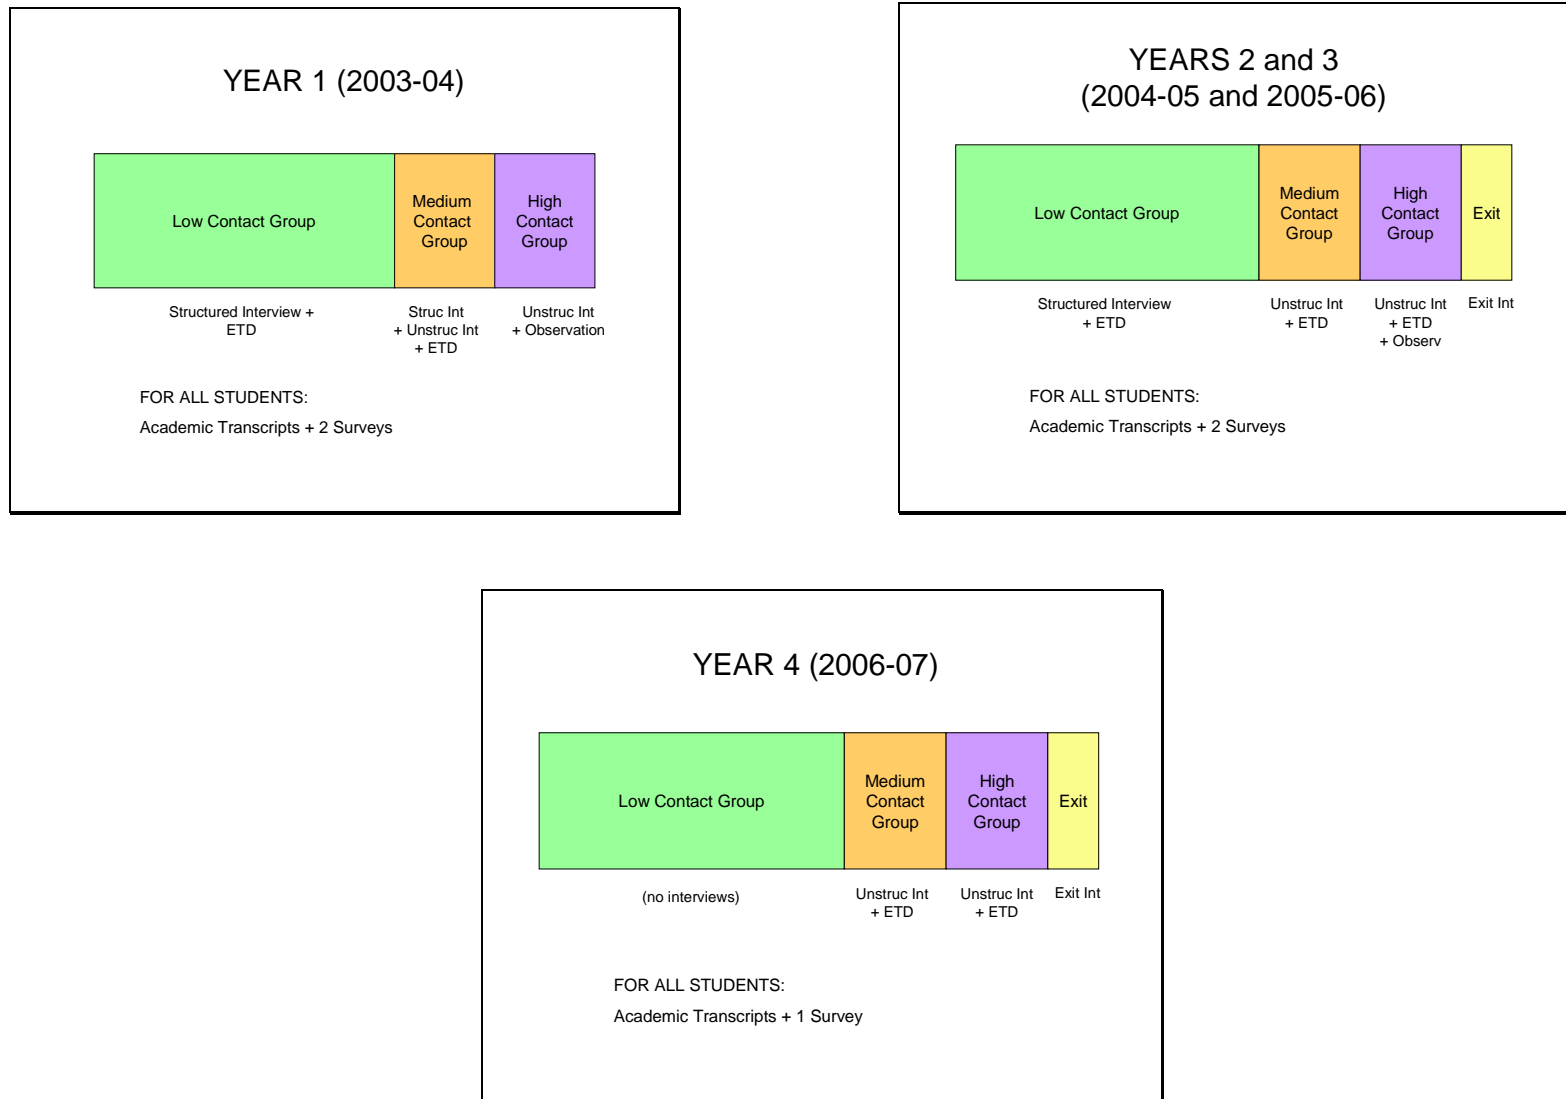 YEAR 1 (2003-04)
Low Contact Group
Medium
Contact
Group
High
Contact
Group
Structured Interview +
ETD
Struc Int
+ Unstruc Int
+ ETD
Unstruc Int
+ Observation
FOR ALL STUDENTS:
Academic Transcripts + 2 Surveys
YEARS 2 and 3
(2004-05 and 2005-06)
Low Contact Group
Medium
Contact
Group
High
Contact
Group
Exit
Structured Interview
+ ETD
Unstruc Int
+ ETD
Unstruc Int
+ ETD
+ Observ
Exit Int
FOR ALL STUDENTS:
Academic Transcripts + 2 Surveys
YEAR 4 (2006-07)
Low Contact Group
Medium
Contact
Group
High
Contact
Group
Exit
(no interviews)
Unstruc Int
+ ETD
Unstruc Int
+ ETD
Exit Int
FOR ALL STUDENTS:
Academic Transcripts + 1 Survey